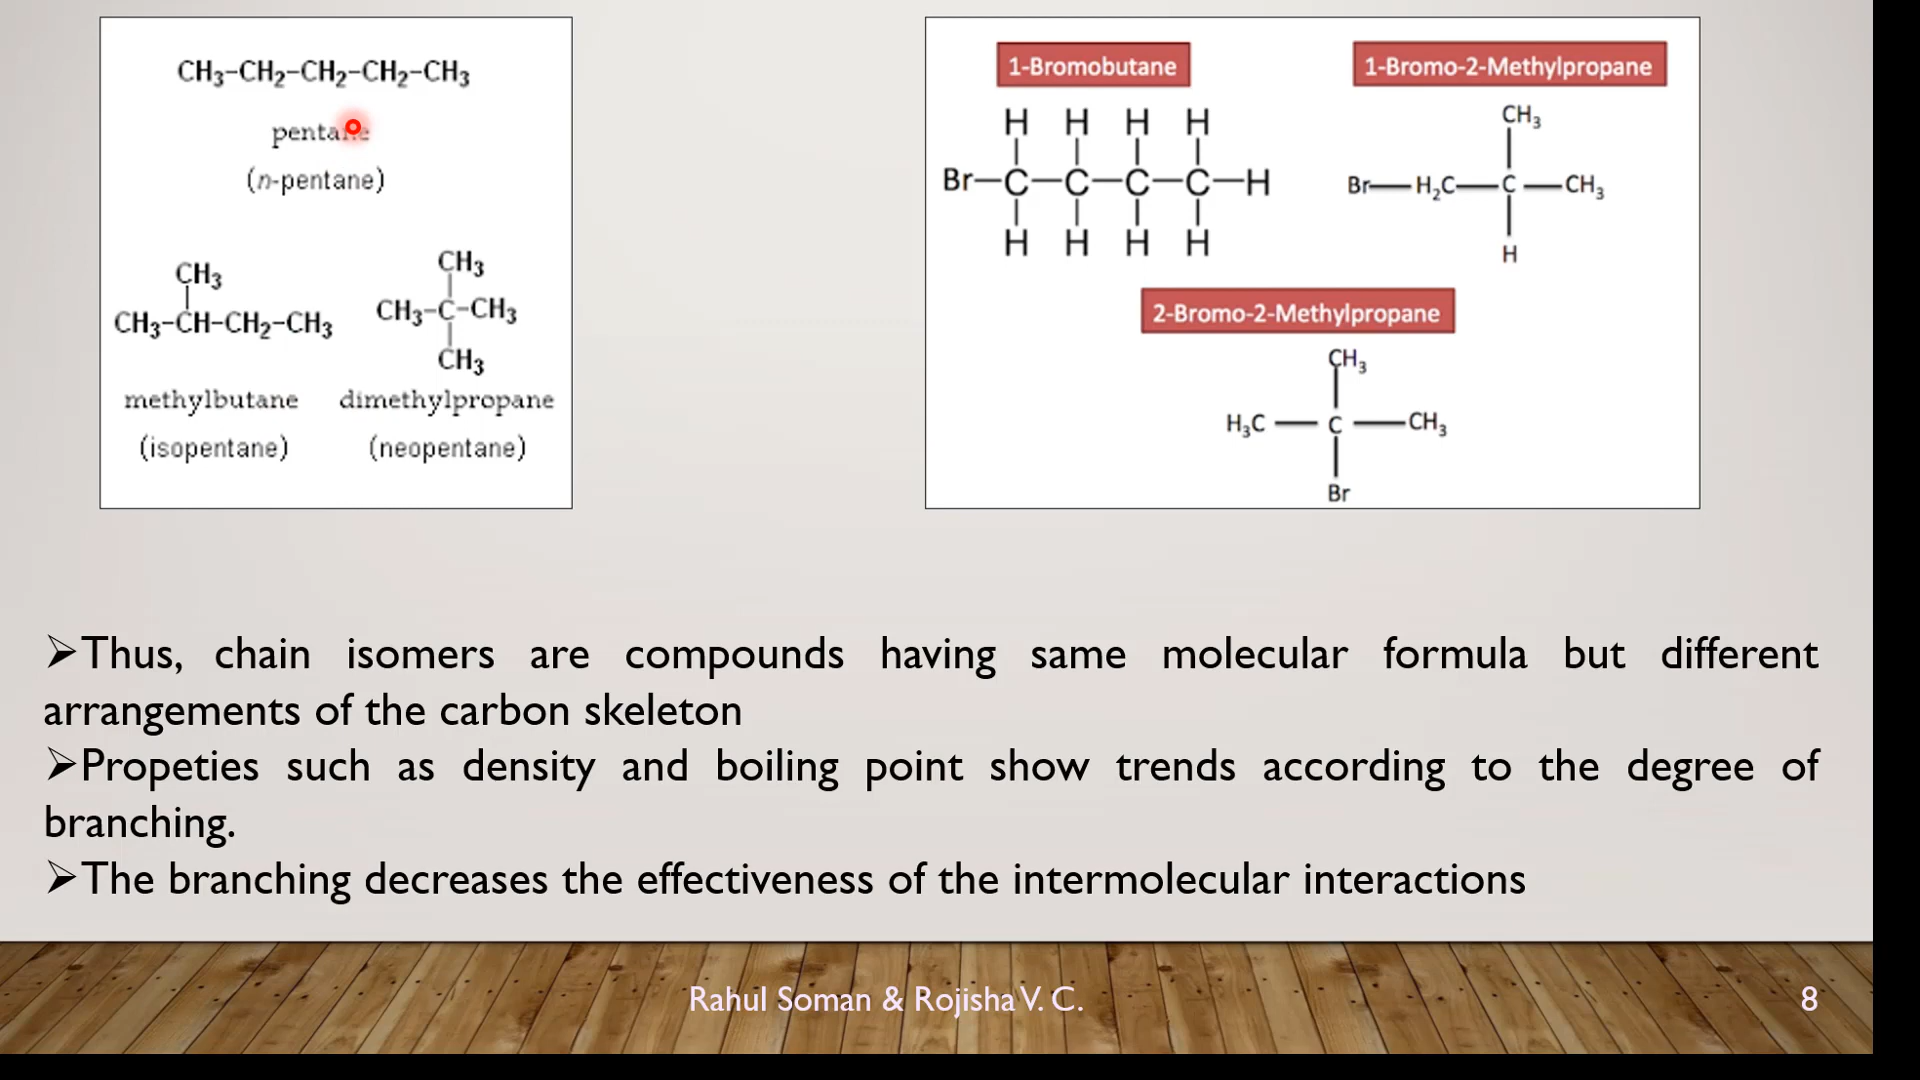 CH3-CH2-CH2-CH2-CH3
pentane
(n-pentane)
CH3
CH3-CH-CH2-CH3
methylbutane
(isopentane)
CH3
CH3-C-CH3
CH3
dimethylpropane
(neopentane)
1-Bromobutane
H H H H
Br-C-C-C-C-H
H H H H
1-Bromo-2-Methylpropane
CH3
Br-H2C-C-CH3
H
2-Bromo-2-Methylpropane
CH3
H3C-C-CH3
Br
➢Thus, chain isomers are compounds having same molecular formula but different
arrangements of the carbon skeleton
➢Propeties such as density and boiling point show trends according to the degree of
branching.
➢The branching decreases the effectiveness of the intermolecular interactions
Rahul Soman & Rojisha V. C.
8